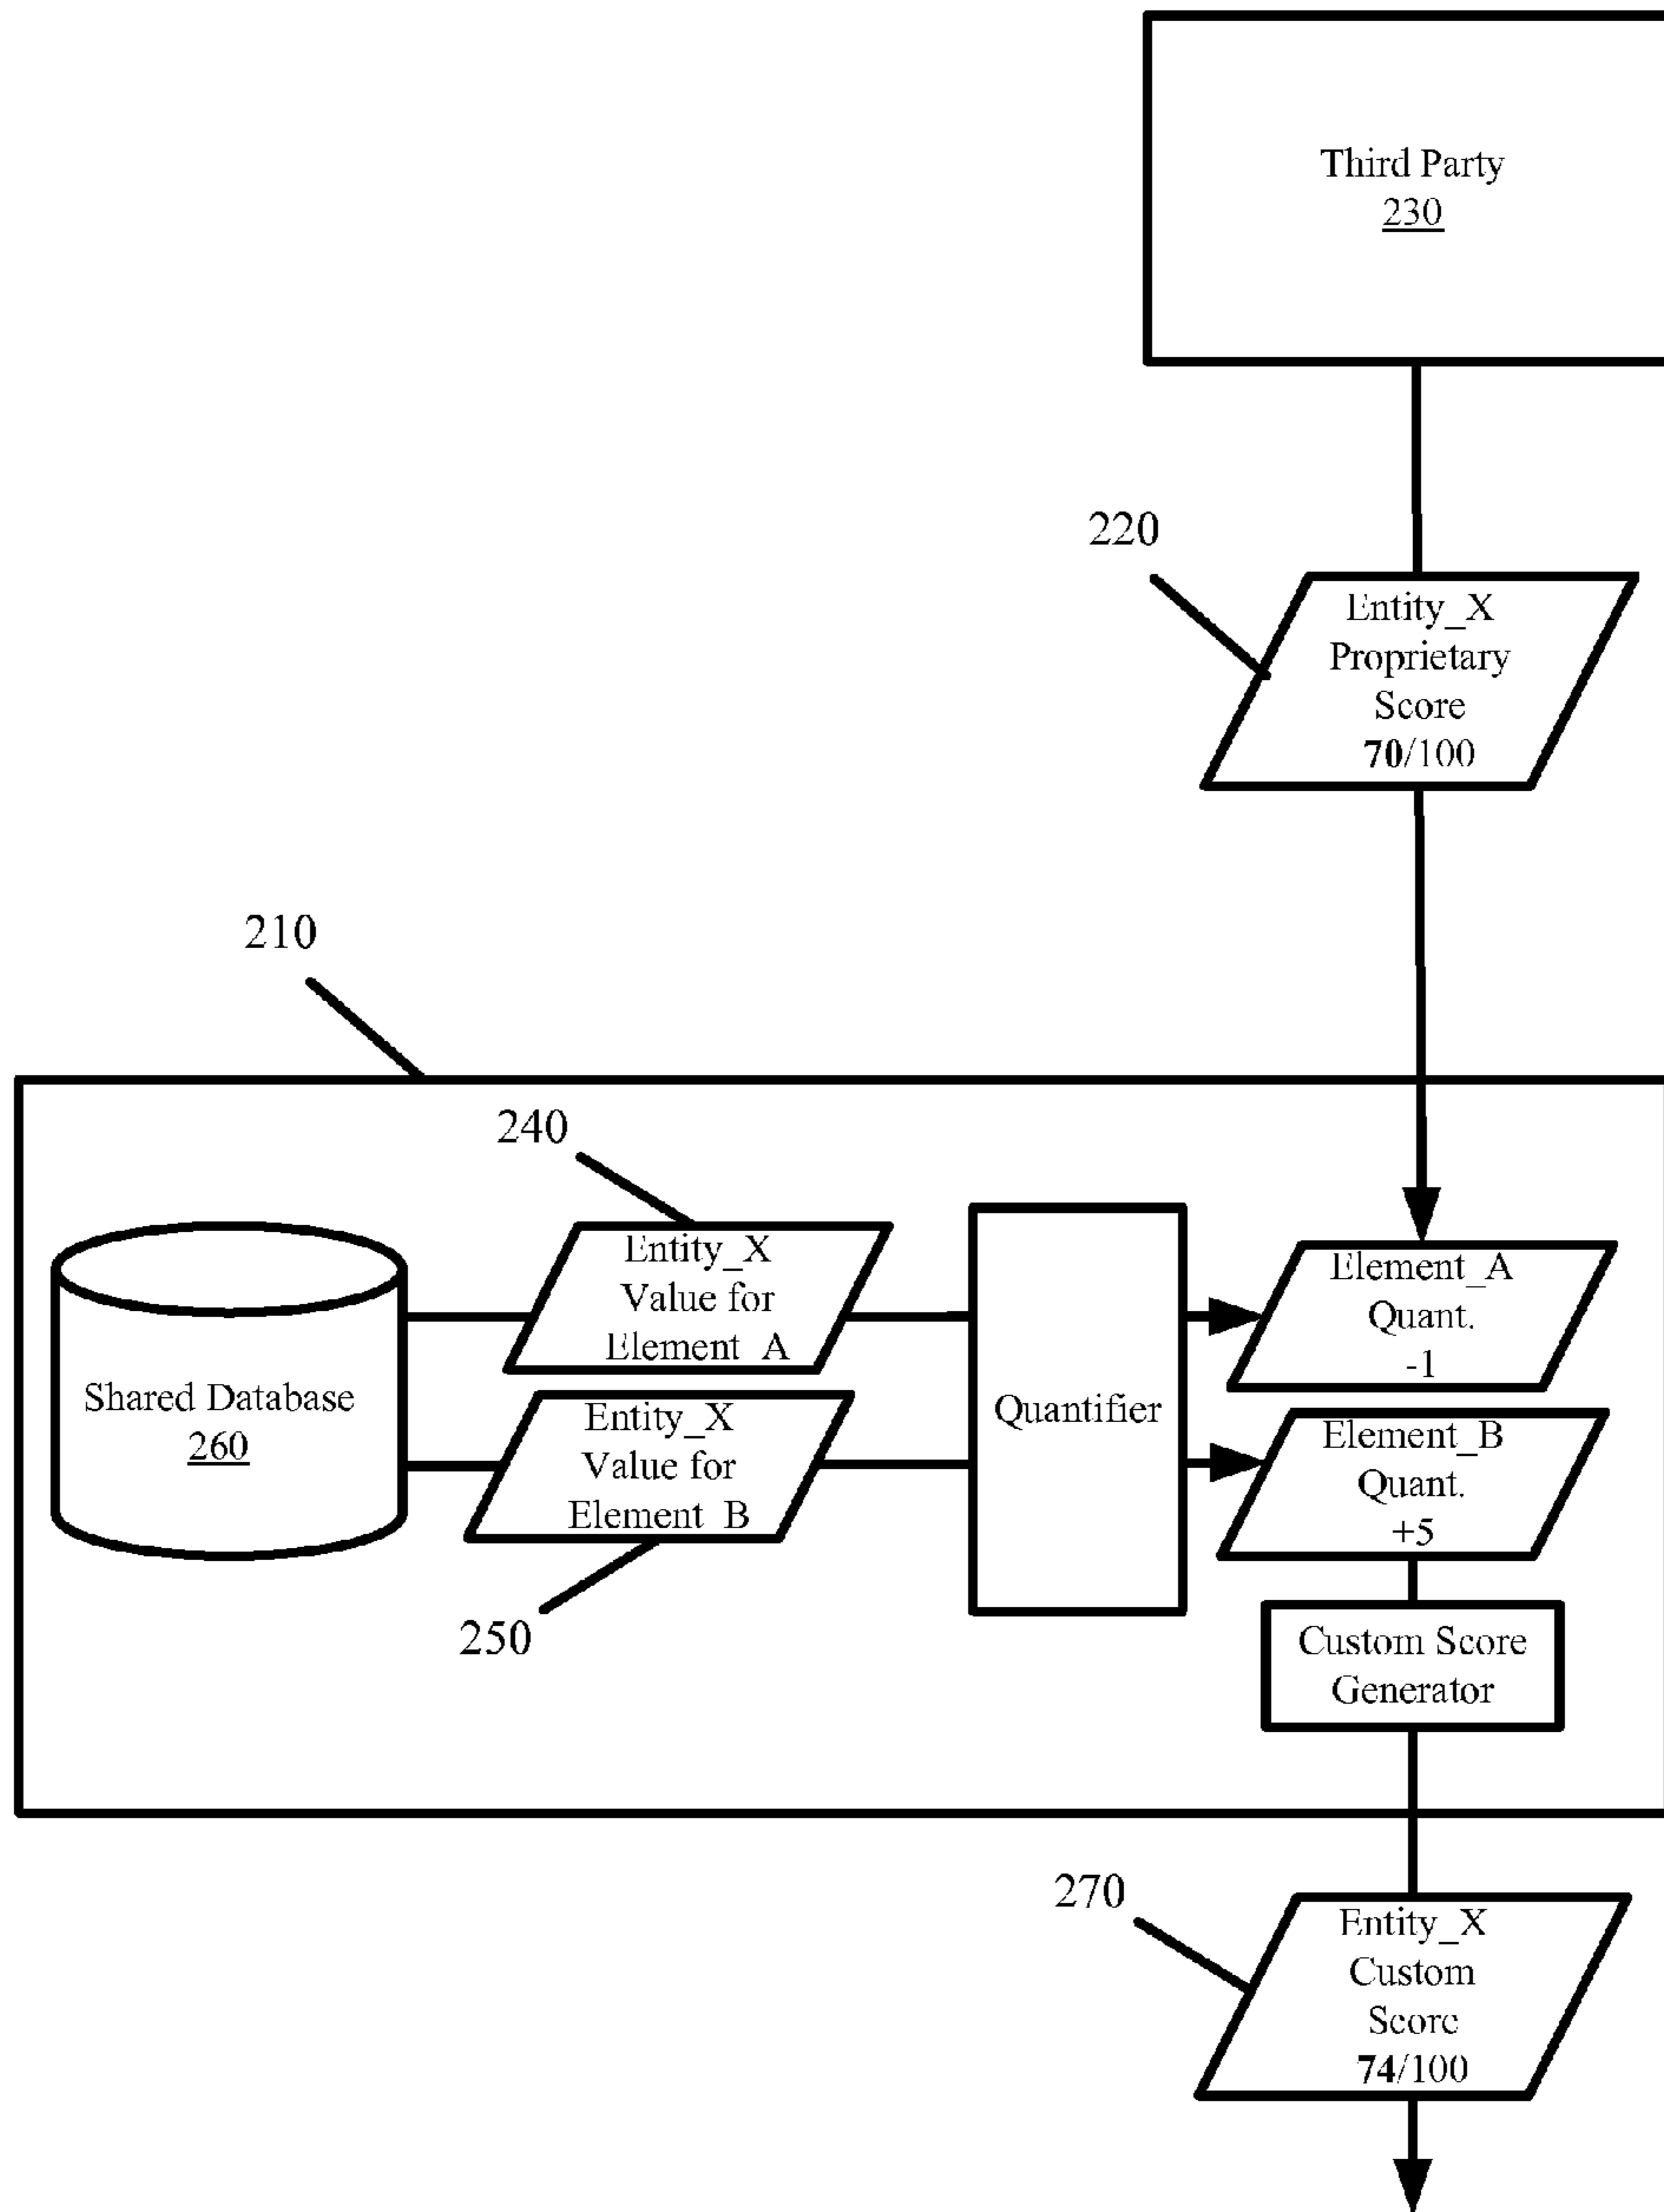 Third Party
230
220
Entity_X
Proprietary
Score
70/100
210
240
Entity_X
Value for
Element_A
Shared Database
260
Entity_X
Value for
Element_B
250
Quantifier
Element_A
Quant.
-1
Element_B
Quant.
+5
Custom Score
Generator
270
Entity_X
Custom
Score
74/100